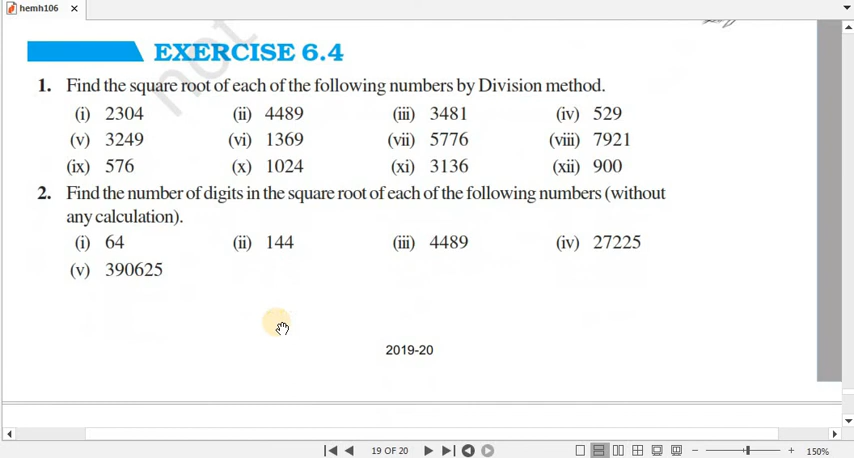 hemh106
EXERCISE 6.4
1. Find the square root of each of the following numbers by Division method.
(i) 2304 (ii) 4489 (iii) 3481 (iv) 529
(v) 3249 (vi) 1369 (vii) 5776 (viii) 7921
(ix) 576 (x) 1024 (xi) 3136 (xii) 900
2. Find the number of digits in the square root of each of the following numbers (without
any calculation).
(i) 64 (ii) 144 (iii) 4489 (iv) 27225
(v) 390625
2019-20
19 OF 20
150%
not